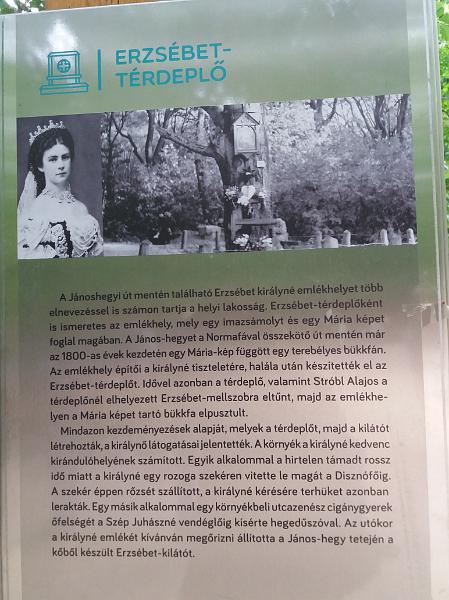 ERZSÉBET-
TÉRDEPLŐ
A Jánoshegyi út mentén található Erzsébet királyné emlékhelyet több
elnevezéssel is számon tartja a helyi lakosság. Erzsébet-térdeplőként
is ismeretes az emlékhely, mely egy imazsámolyt és egy Mária képet
foglal magában. A János-hegyet a Normafával összekötő út mentén már
az 1800-as évek kezdetén egy Mária-kép függött egy terebélyes bükkfán.
Az emlékhely építői a királyné tiszteletére, halála után készítették el az
Erzsébet-térdeplőt. Idővel azonban a térdeplő, valamint Stróbl Alajos a
térdeplőnél elhelyezett Erzsébet-mellszobra eltűnt, majd az emlékhe-
lyen a Mária képet tartó bükkfa elpusztult.
Mindazon kezdeményezések alapját, melyek a térdeplőt, majd a kilátót
létrehozták, a királynő látogatásai jelentették. A környék a királyné kedvenc
kirándulóhelyének számított. Egyik alkalommal a hirtelen támadt rossz
idő miatt a királyné egy rozoga szekéren vitette le magát a Disznófőig.
A szekér éppen rőzsét szállított, a királyné kérésére terhüket azonban
lerakták. Egy másik alkalommal egy környékbeli utcazenész cigánygyerek
őfelségét a Szép Juhászné vendéglőig kísérte hegedűszóval. Az utókor
a királyné emlékét kívánván megőrizni állította a János-hegy tetején a
kőből készült Erzsébet-kilátót.